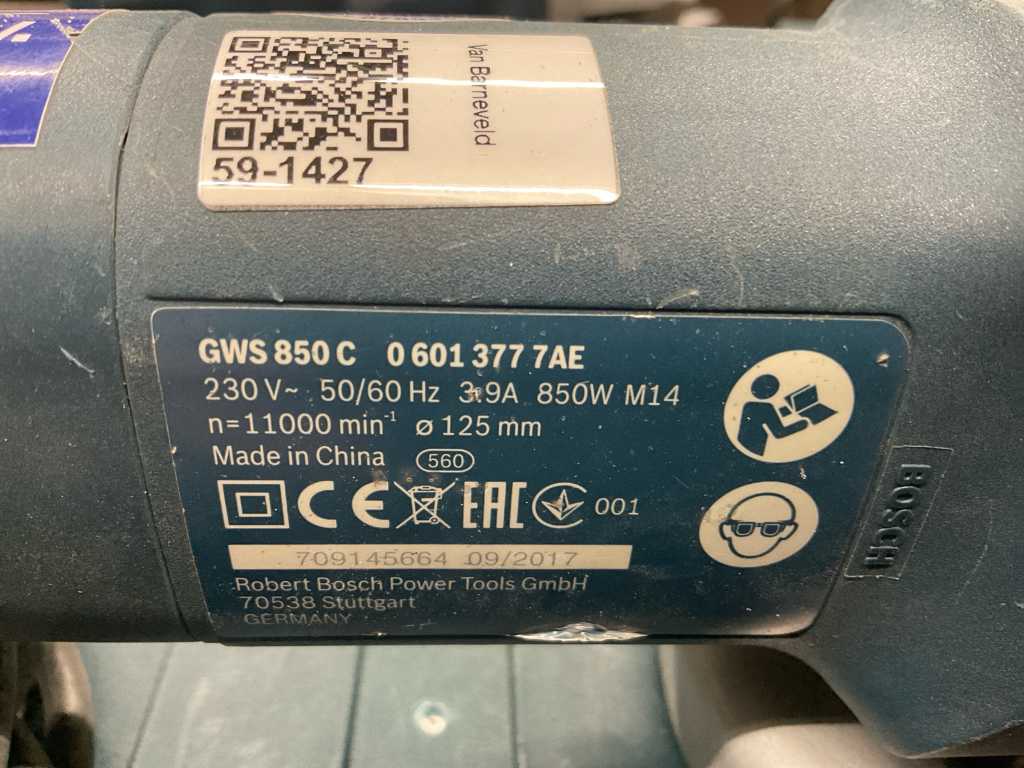 Van Barneveld
59-1427
GWS 850 C 0 601 377 7AE
230 V~ 50/60 Hz 3.9A 850W M14
n=11000 min⁻¹ ø 125 mm
Made in China 560
CE EAC 001
709145664 09/2017
Robert Bosch Power Tools GmbH
70538 Stuttgart
GERMANY
BOSCH